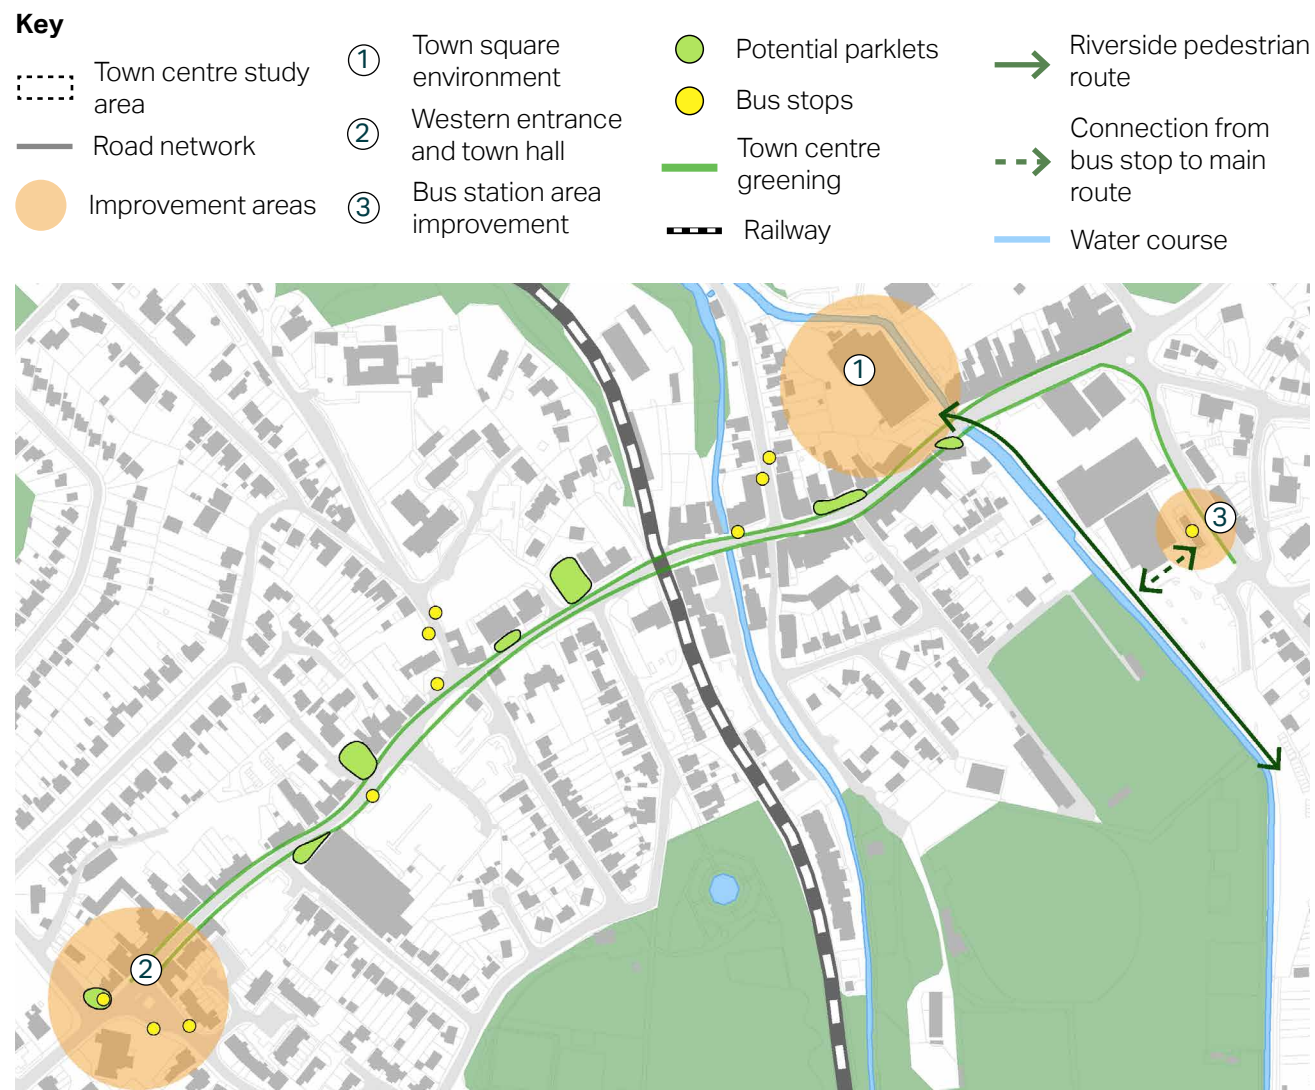 Key
Town centre study
area
Road network
Improvement areas
1
Town square
environment
2
Western entrance
and town hall
3
Bus station area
improvement
Potential parklets
Bus stops
Town centre
greening
Railway
Riverside pedestrian
route
Connection from
bus stop to main
route
Water course
1
3
2